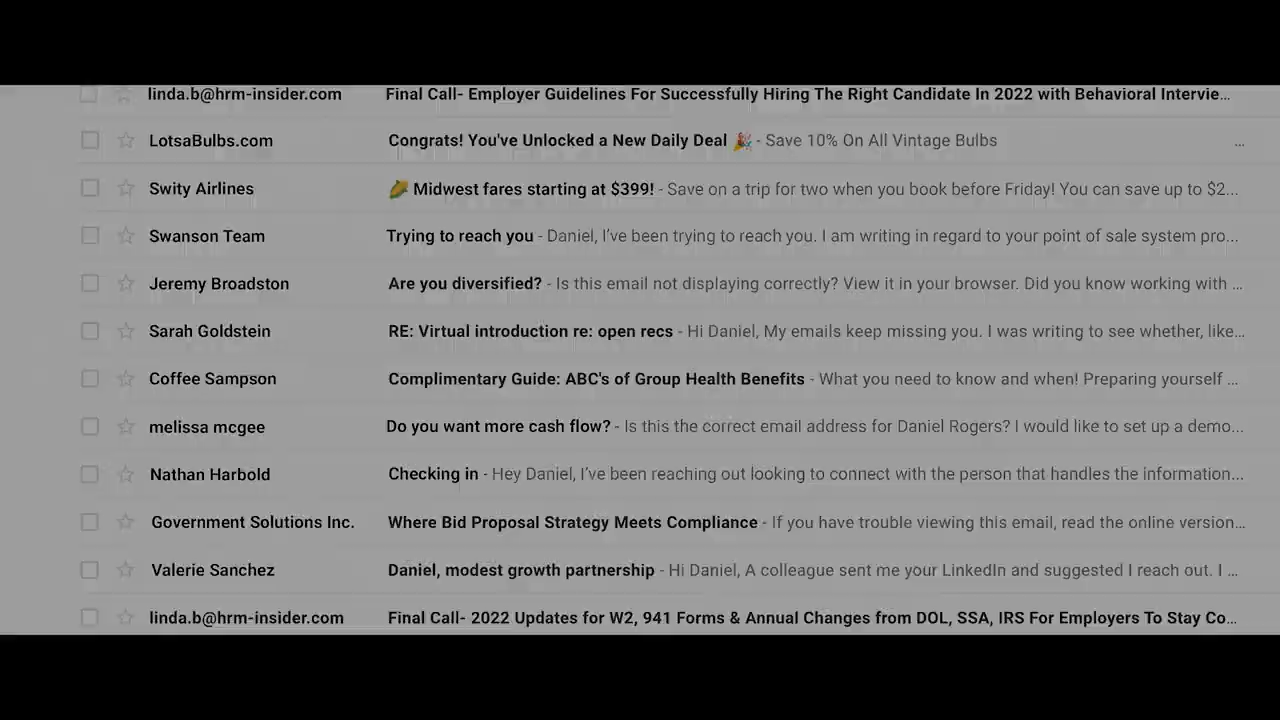 linda.b@hrm-insider.com Final Call- Employer Guidelines For Successfully Hiring The Right Candidate In 2022 with Behavioral Intervie...
LotsaBulbs.com Congrats! You've Unlocked a New Daily Deal 🎉 - Save 10% On All Vintage Bulbs ...
Swity Airlines 🌽 Midwest fares starting at $399! - Save on a trip for two when you book before Friday! You can save up to $2...
Swanson Team Trying to reach you - Daniel, I've been trying to reach you. I am writing in regard to your point of sale system pro...
Jeremy Broadston Are you diversified? - Is this email not displaying correctly? View it in your browser. Did you know working with ...
Sarah Goldstein RE: Virtual introduction re: open recs - Hi Daniel, My emails keep missing you. I was writing to see whether, like...
Coffee Sampson Complimentary Guide: ABC's of Group Health Benefits - What you need to know and when! Preparing yourself ...
melissa mcgee Do you want more cash flow? - Is this the correct email address for Daniel Rogers? I would like to set up a demo...
Nathan Harbold Checking in - Hey Daniel, I've been reaching out looking to connect with the person that handles the information...
Government Solutions Inc. Where Bid Proposal Strategy Meets Compliance - If you have trouble viewing this email, read the online version...
Valerie Sanchez Daniel, modest growth partnership - Hi Daniel, A colleague sent me your LinkedIn and suggested I reach out. I ...
linda.b@hrm-insider.com Final Call- 2022 Updates for W2, 941 Forms & Annual Changes from DOL, SSA, IRS For Employers To Stay Co...